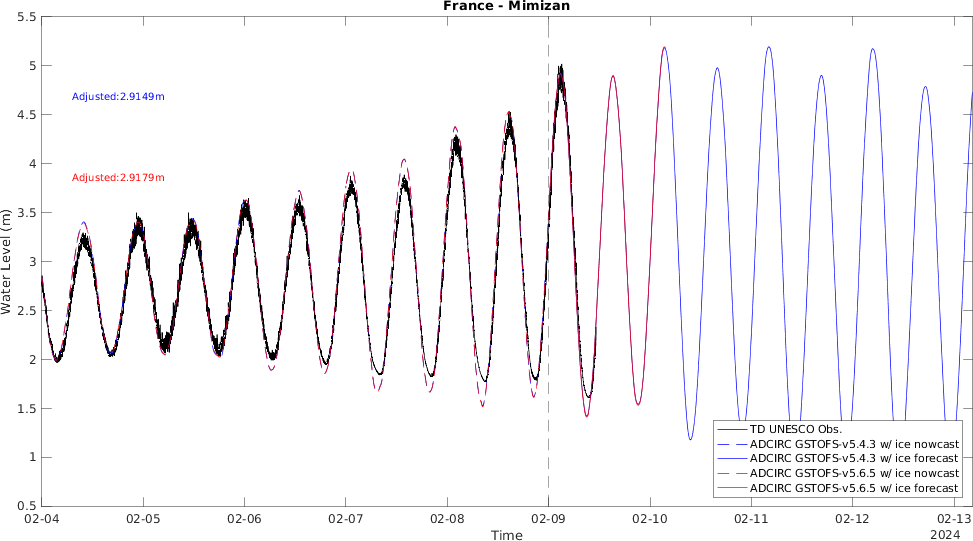 France - Mimizan
5.5
5
4.5
4
3.5
3
2.5
2
1.5
1
0.5
Water Level (m)
Adjusted:2.9149m
Adjusted:2.9179m
TD UNESCO Obs.
ADCIRC GSTOFS-v5.4.3 w/ ice nowcast
ADCIRC GSTOFS-v5.4.3 w/ ice forecast
ADCIRC GSTOFS-v5.6.5 w/ ice nowcast
ADCIRC GSTOFS-v5.6.5 w/ ice forecast
02-04 02-05 02-06 02-07 02-08 02-09 02-10 02-11 02-12 02-13
Time
2024